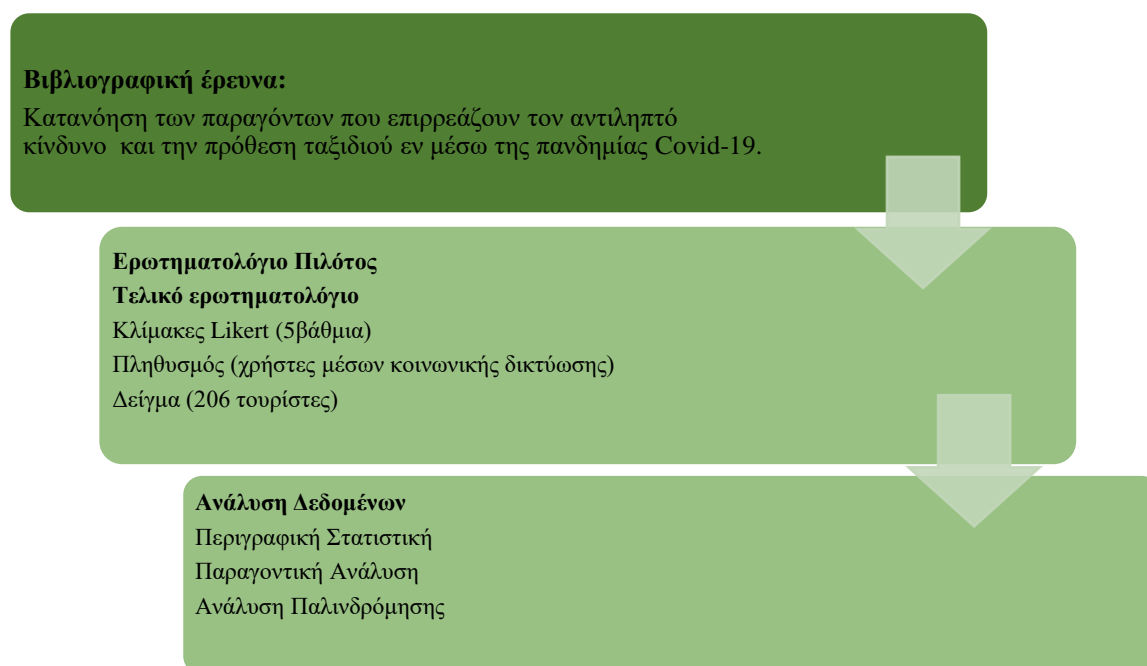 Βιβλιογραφική έρευνα:
Κατανόηση των παραγόντων που επιρρεάζουν τον αντιληπτό
κίνδυνο και την πρόθεση ταξιδιού εν μέσω της πανδημίας Covid-19.
Ερωτηματολόγιο Πιλότος
Τελικό ερωτηματολόγιο
Κλίμακες Likert (5βάθμια)
Πληθυσμός (χρήστες μέσων κοινωνικής δικτύωσης)
Δείγμα (206 τουρίστες)
Ανάλυση Δεδομένων
Περιγραφική Στατιστική
Παραγοντική Ανάλυση
Ανάλυση Παλινδρόμησης